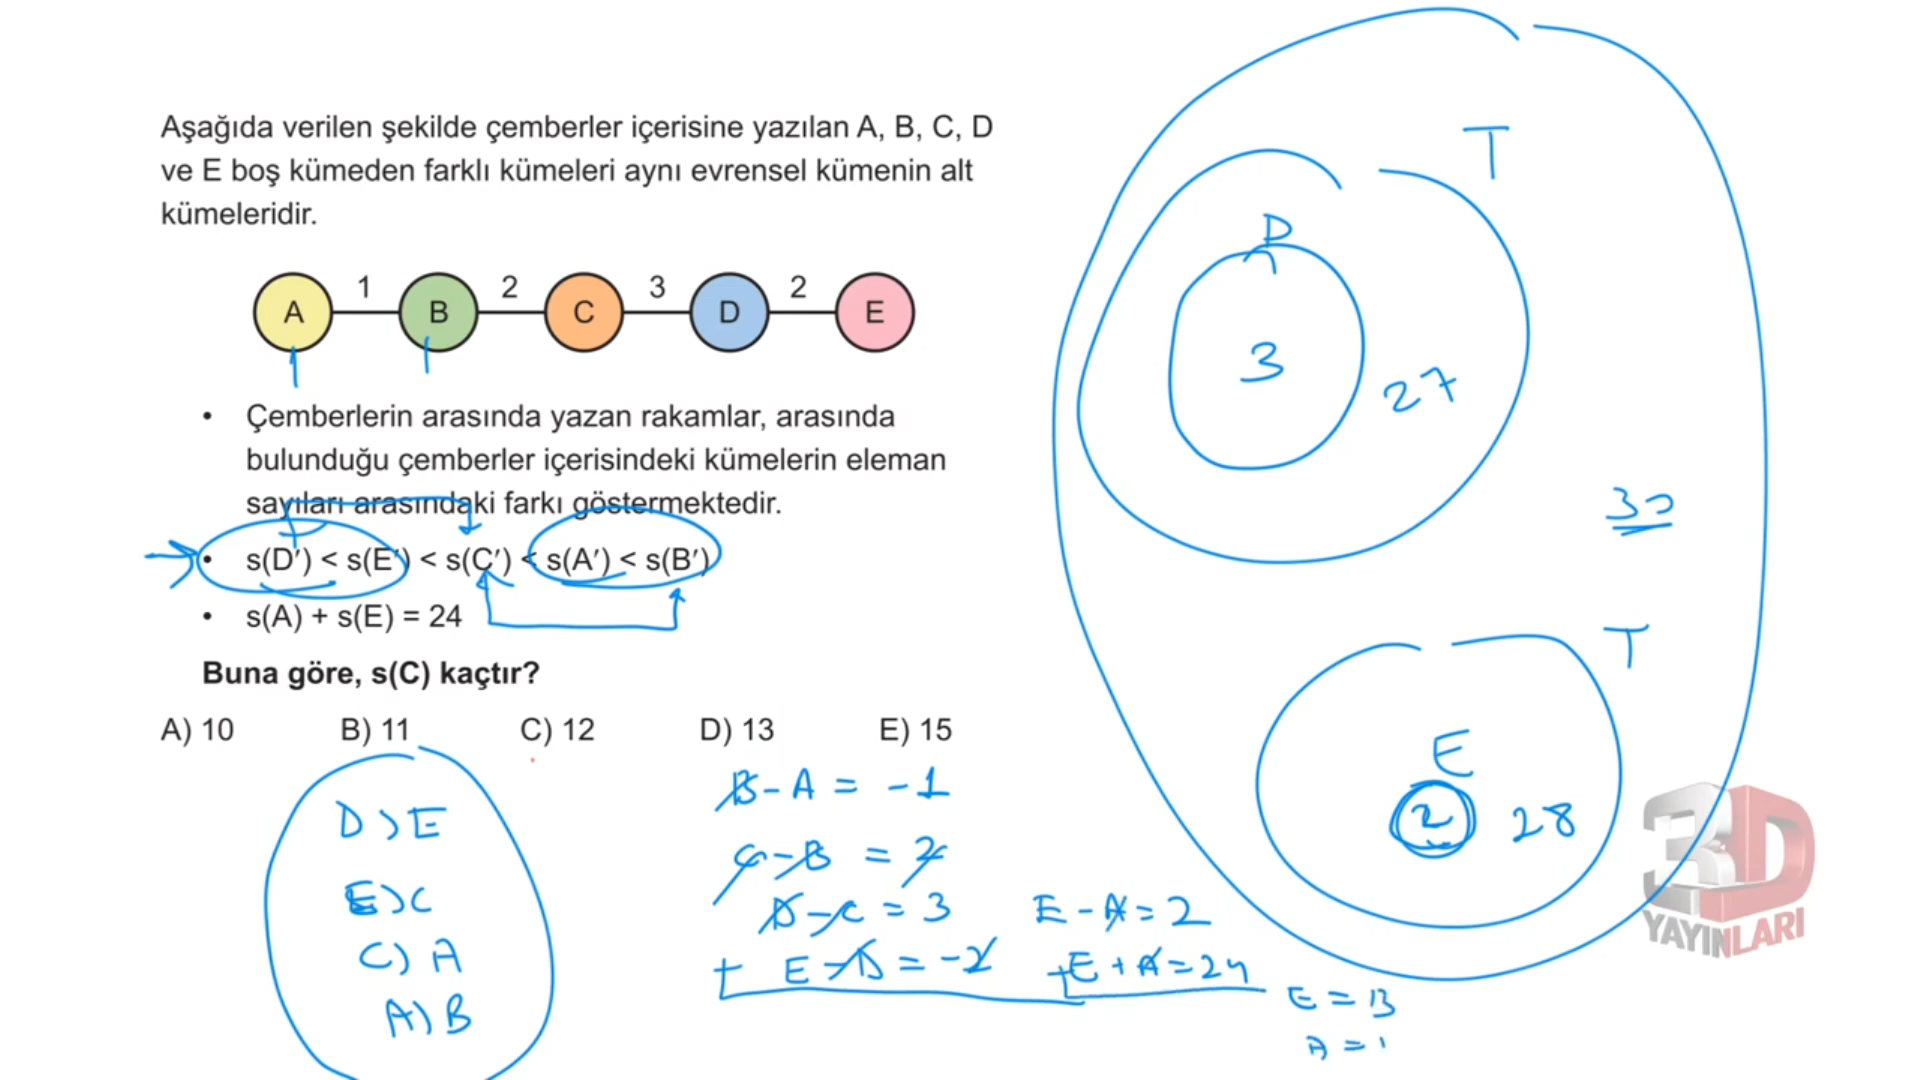 Aşağıda verilen şekilde çemberler içerisine yazılan A, B, C, D
ve E boş kümeden farklı kümeleri aynı evrensel kümenin alt
kümeleridir.
A 1 B 2 C 3 D 2 E
• Çemberlerin arasında yazan rakamlar, arasında
bulunduğu çemberler içerisindeki kümelerin eleman
sayıları arasındaki farkı göstermektedir.
• s(D′) < s(E′) < s(C′) < s(A′) < s(B′)
• s(A) + s(E) = 24
Buna göre, s(C) kaçtır?
A) 10 B) 11 C) 12 D) 13 E) 15
D > E
E > C
C > A
A > B
B - A = -1
C - B = 2
D - C = 3
+ E - D = -2
E - A = 2
+ E + A = 24
E = 13
A = 1
T
D
3
27
30
T
E
2
28
3D
YAYINLARI